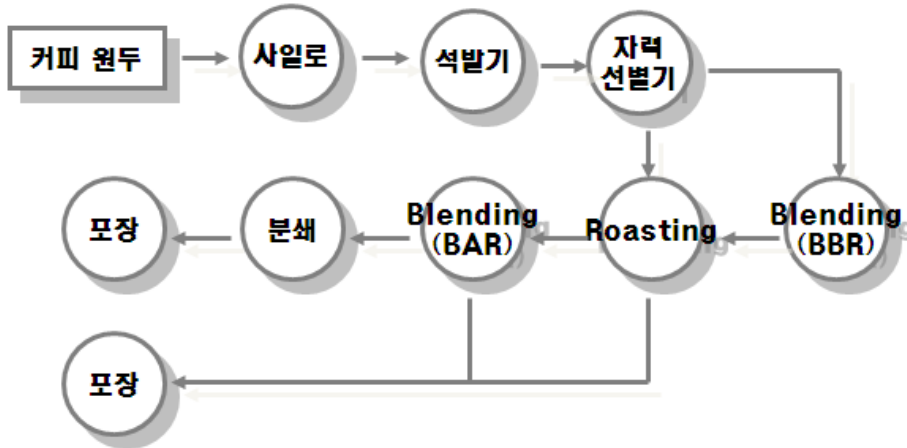 커피 원두
사일로
석발기
자력
선별기
포장
분쇄
Blending
(BAR)
Roasting
Blending
(BBR)
포장